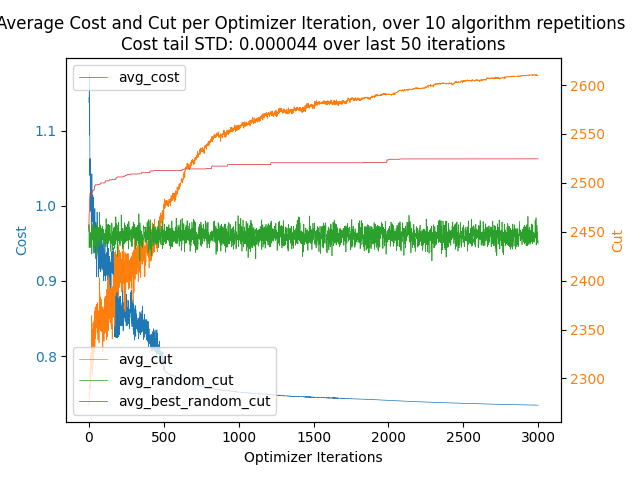 Average Cost and Cut per Optimizer Iteration, over 10 algorithm repetitions
Cost tail STD: 0.000044 over last 50 iterations
avg_cost
1.1
1.0
0.9
0.8
Cost
2600
2550
2500
2450
2400
2350
2300
Cut
avg_cut
avg_random_cut
avg_best_random_cut
0
500
1000
1500
2000
2500
3000
Optimizer Iterations